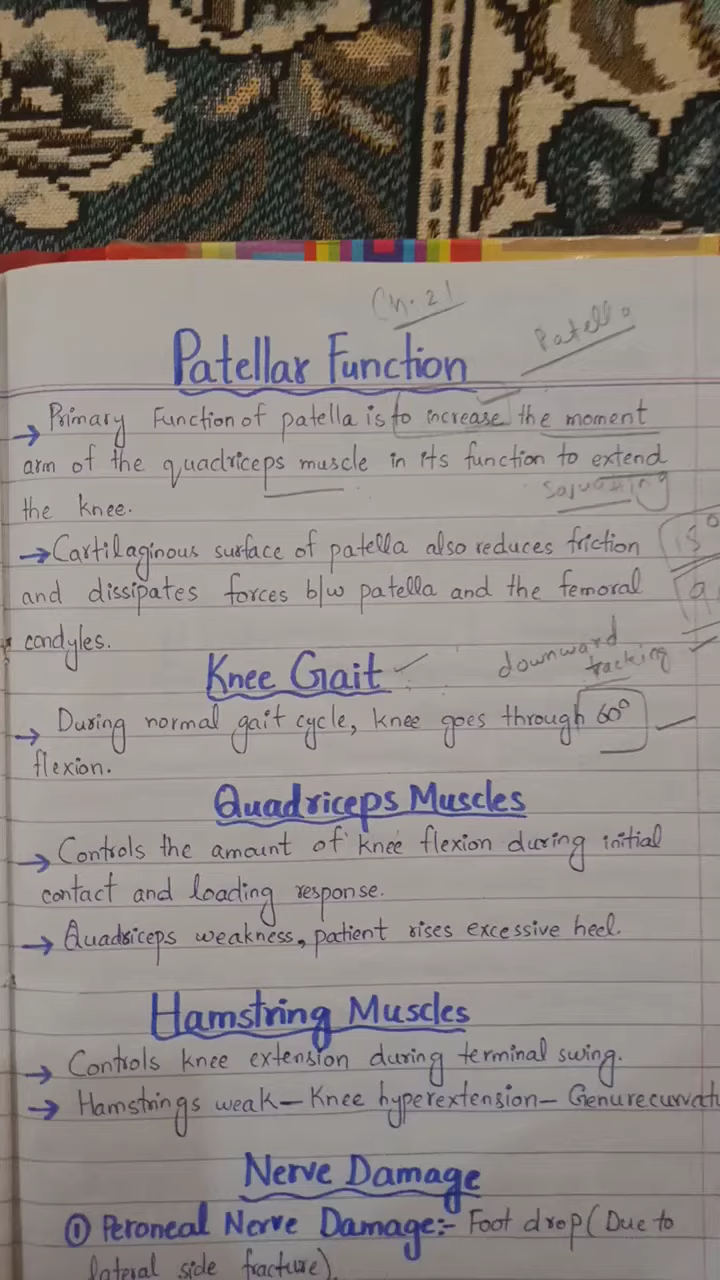 Ch. 21
Patella
Patellar Function
→ Primary Function of patella is to increase the moment
arm of the quadriceps muscle in its function to extend
the knee.
→ Cartilaginous surface of patella also reduces friction
and dissipates forces b/w patella and the femoral
condyles.
downward
tracking
Knee Gait
→ During normal gait cycle, knee goes through 60°
flexion.
Quadriceps Muscles
→ Controls the amount of knee flexion during initial
contact and loading response.
→ Quadriceps weakness, patient rises excessive heel.
Hamstring Muscles
→ Controls knee extension during terminal swing.
→ Hamstrings weak – Knee hyperextension – Genurecurvatu
Nerve Damage
① Peroneal Nerve Damage:- Foot drop (Due to
lateral side fracture)